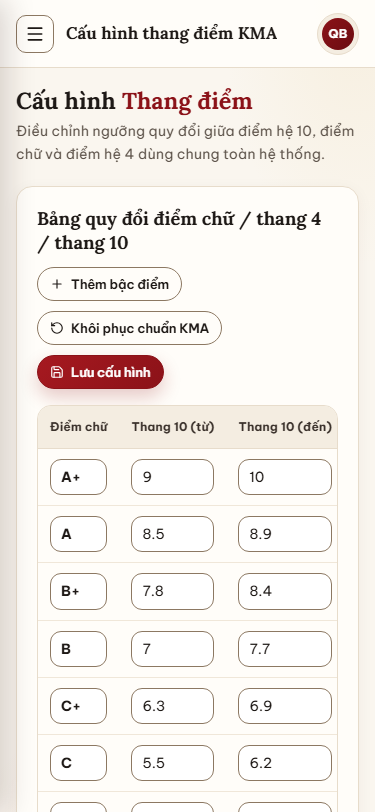 Cấu hình thang điểm KMA
QB
Cấu hình Thang điểm
Điều chỉnh ngưỡng quy đổi giữa điểm hệ 10, điểm
chữ và điểm hệ 4 dùng chung toàn hệ thống.
Bảng quy đổi điểm chữ / thang 4
/ thang 10
Thêm bậc điểm
Khôi phục chuẩn KMA
Lưu cấu hình
Điểm chữ Thang 10 (từ) Thang 10 (đến)
A+ 9 10
A 8.5 8.9
B+ 7.8 8.4
B 7 7.7
C+ 6.3 6.9
C 5.5 6.2